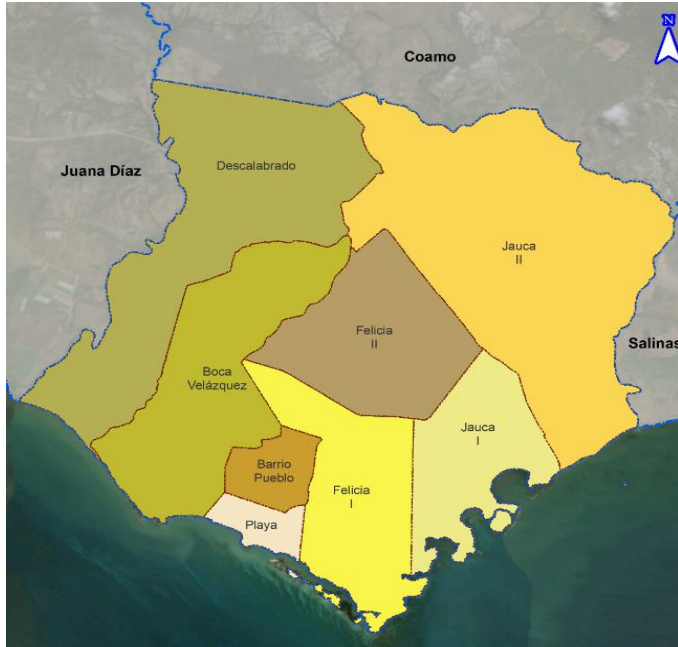 N
Coamo
Juana Díaz
Descalabrado
Jauca
II
Felicia
II
Salinas
Boca
Velázquez
Jauca
I
Barrio
Pueblo
Felicia
I
Playa